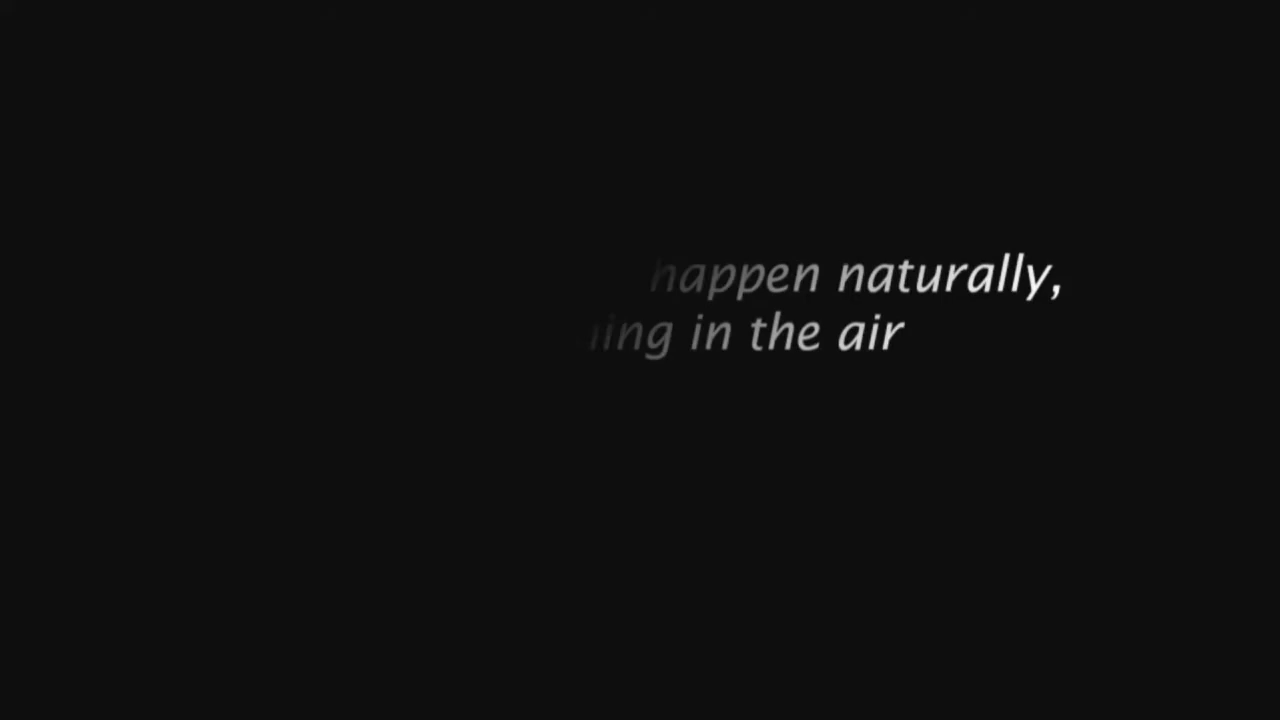 happen naturally,
in the air